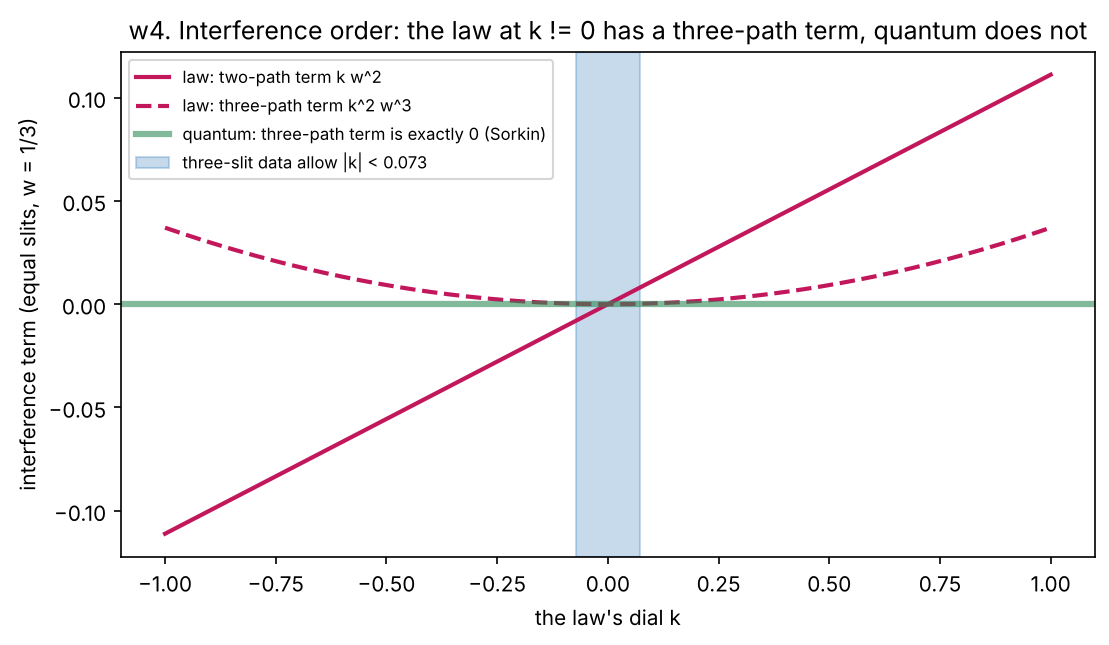 w4. Interference order: the law at k != 0 has a three-path term, quantum does not
law: two-path term k w^2
law: three-path term k^2 w^3
quantum: three-path term is exactly 0 (Sorkin)
three-slit data allow |k| < 0.073
interference term (equal slits, w = 1/3)
0.10
0.05
0.00
−0.05
−0.10
−1.00 −0.75 −0.50 −0.25 0.00 0.25 0.50 0.75 1.00
the law's dial k